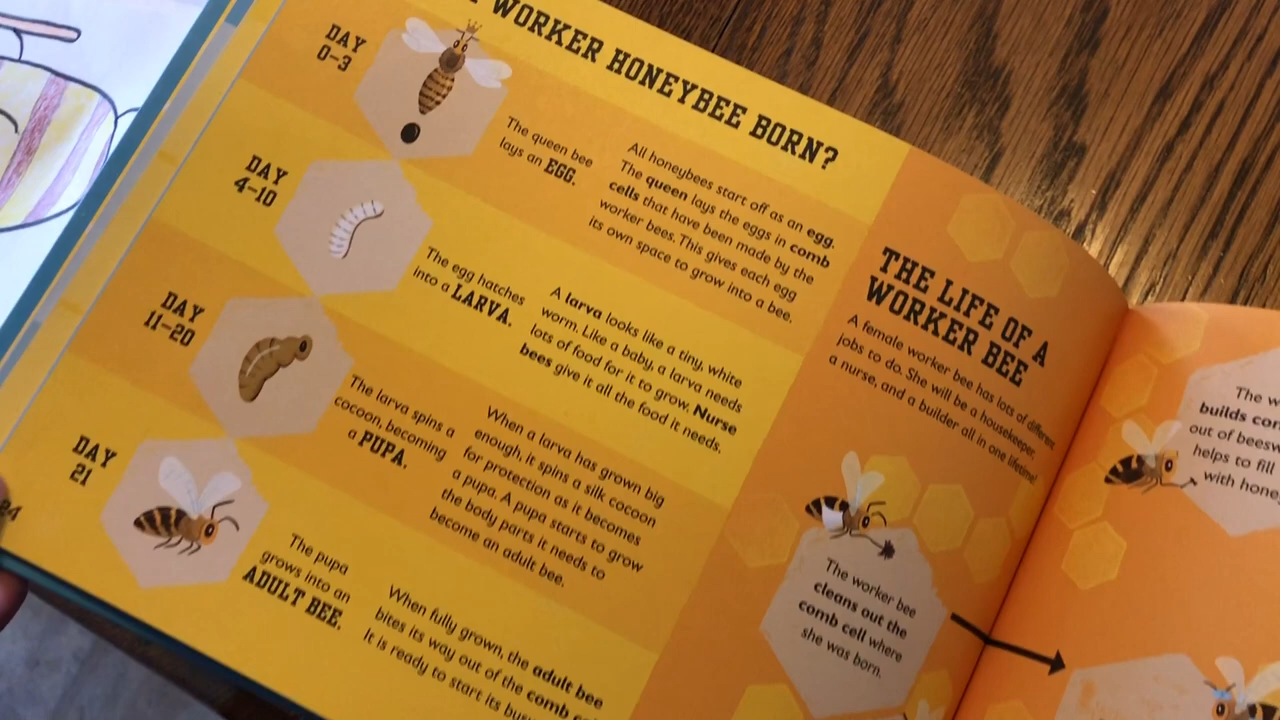 WORKER HONEYBEE BORN?
DAY
0–3
The queen bee
lays an EGG.
All honeybees start off as an egg.
The queen lays the eggs in comb
cells that have been made by the
worker bees. This gives each egg
its own space to grow into a bee.
DAY
4–10
The egg hatches
into a LARVA.
A larva looks like a tiny, white
worm. Like a baby, a larva needs
lots of food for it to grow. Nurse
bees give it all the food it needs.
DAY
11–20
The larva spins a
cocoon, becoming
a PUPA.
When a larva has grown big
enough, it spins a silk cocoon
for protection as it becomes
a pupa. A pupa starts to grow
the body parts it needs to
become an adult bee.
DAY
21
The pupa
grows into an
ADULT BEE.
When fully grown, the adult bee
bites its way out of the comb
It is ready to start its
24
THE LIFE OF A
WORKER BEE
A female worker bee has lots of different
jobs to do. She will be a housekeeper,
a nurse, and a builder all in one lifetime!
The worker bee
cleans out the
comb cell where
she was born.
The
builds
out of
helps to fill
with